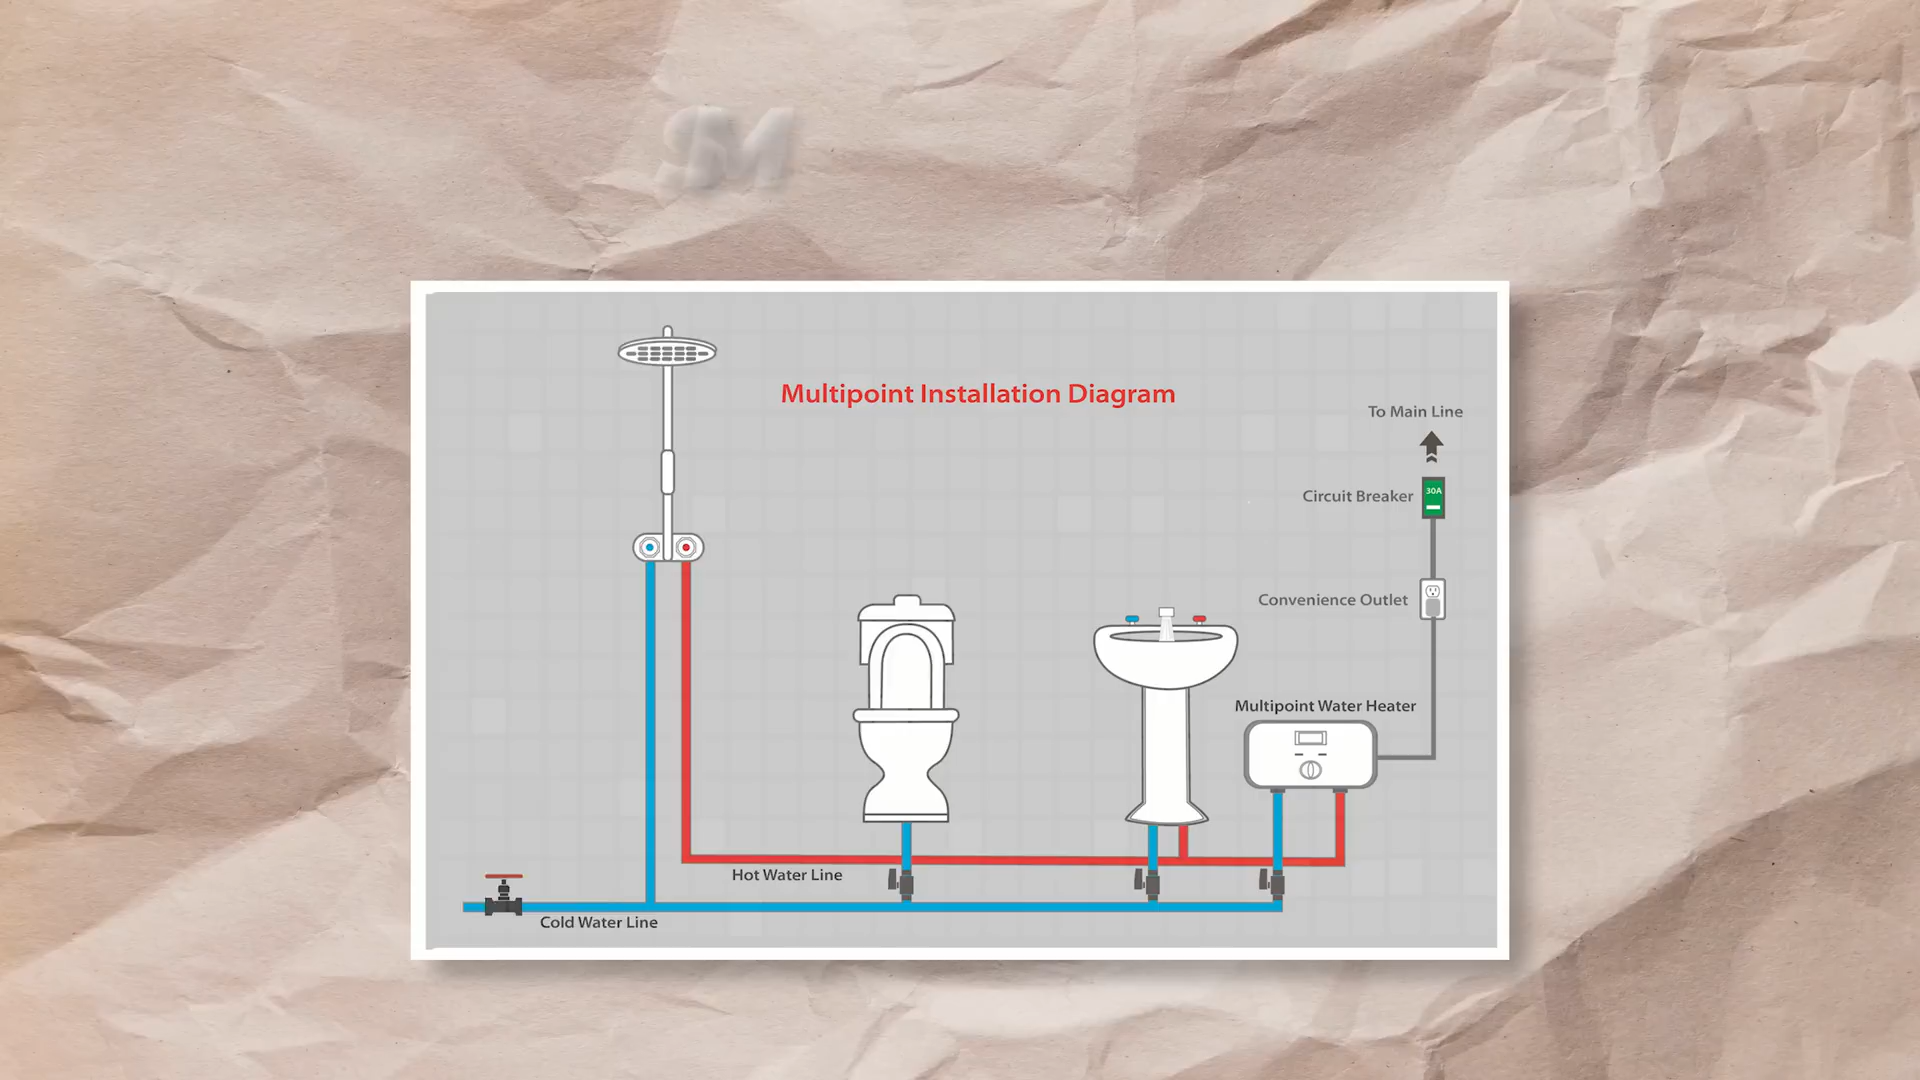 SM
Multipoint Installation Diagram
To Main Line
Circuit Breaker
30A
Convenience Outlet
Multipoint Water Heater
Hot Water Line
Cold Water Line